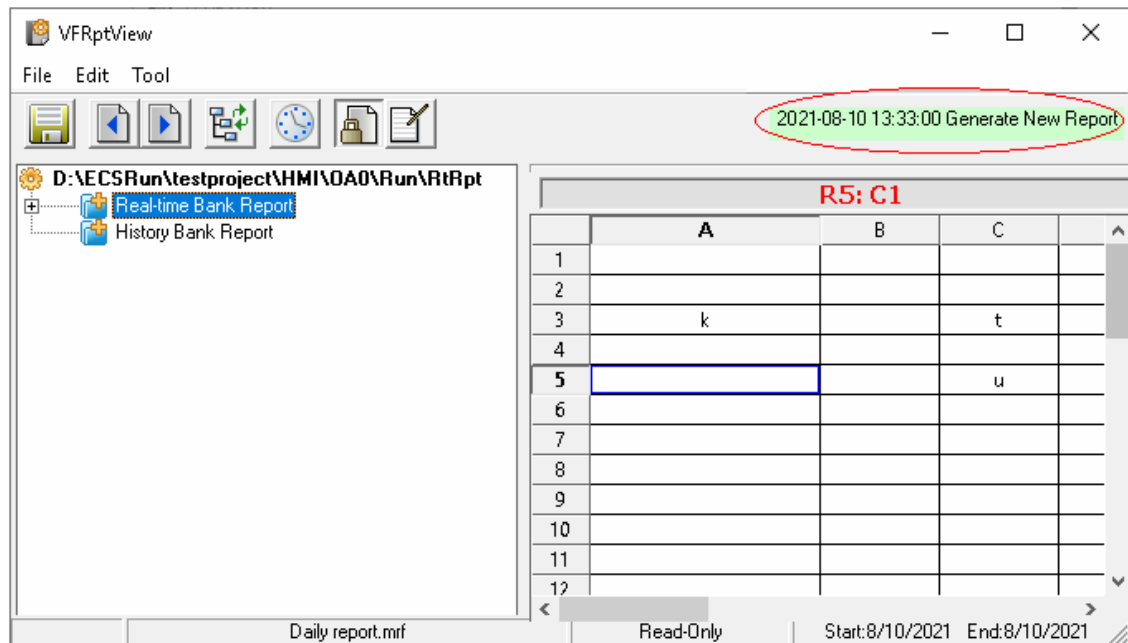 VFRptView
File Edit Tool
2021-08-10 13:33:00 Generate New Report
D:\ECSRun\testproject\HMI\OA0\Run\RtRpt
Real-time Bank Report
History Bank Report
R5: C1
A B C
1
2
3 k t
4
5 u
6
7
8
9
10
11
12
Daily report.mrf Read-Only Start:8/10/2021 End:8/10/2021